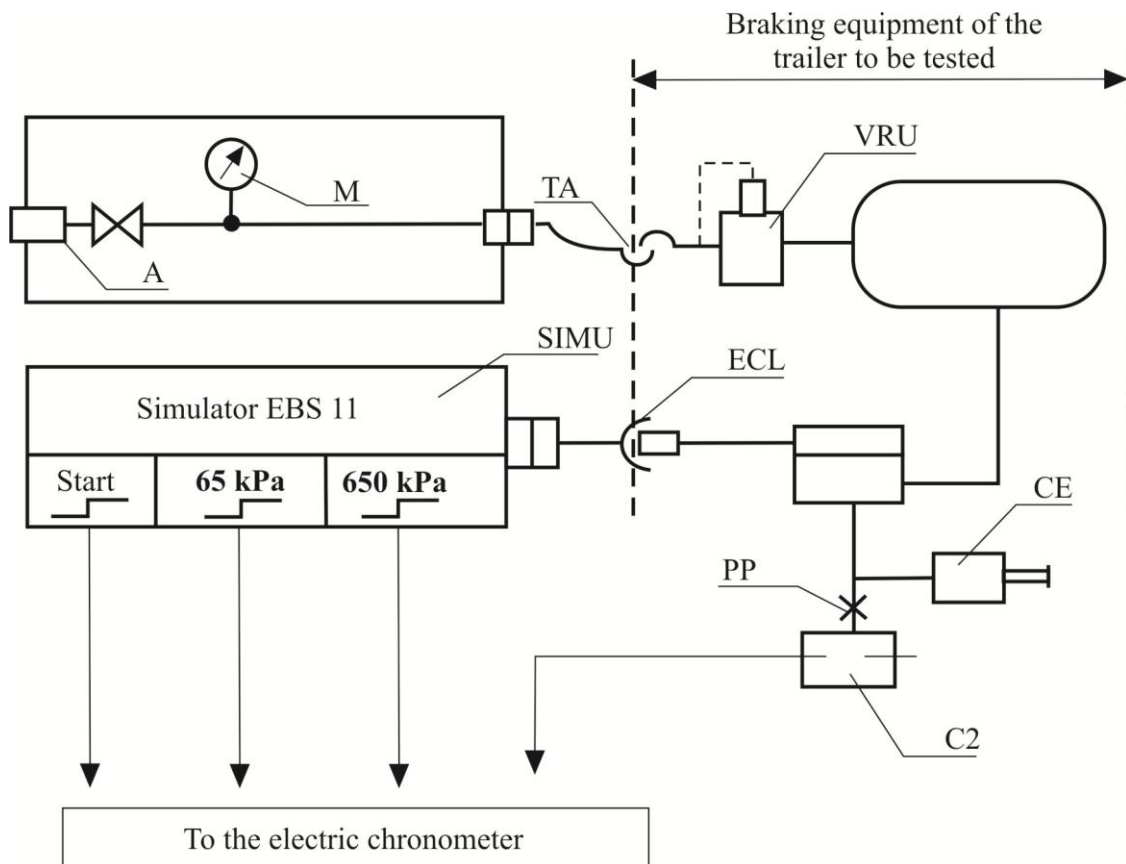 Braking equipment of the
trailer to be tested
VRU
M
TA
A
SIMU
ECL
Simulator EBS 11
Start
65 kPa
650 kPa
CE
PP
C2
To the electric chronometer